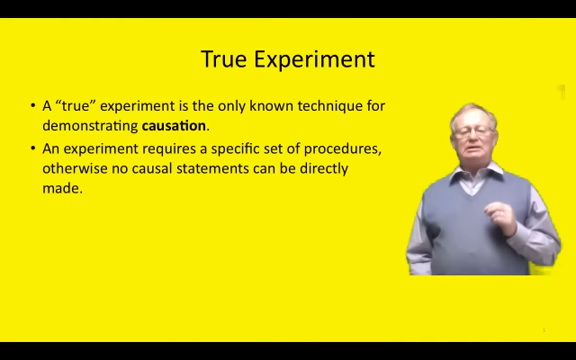 True Experiment
• A “true” experiment is the only known technique for
demonstrating causation.
• An experiment requires a specific set of procedures,
otherwise no causal statements can be directly
made.